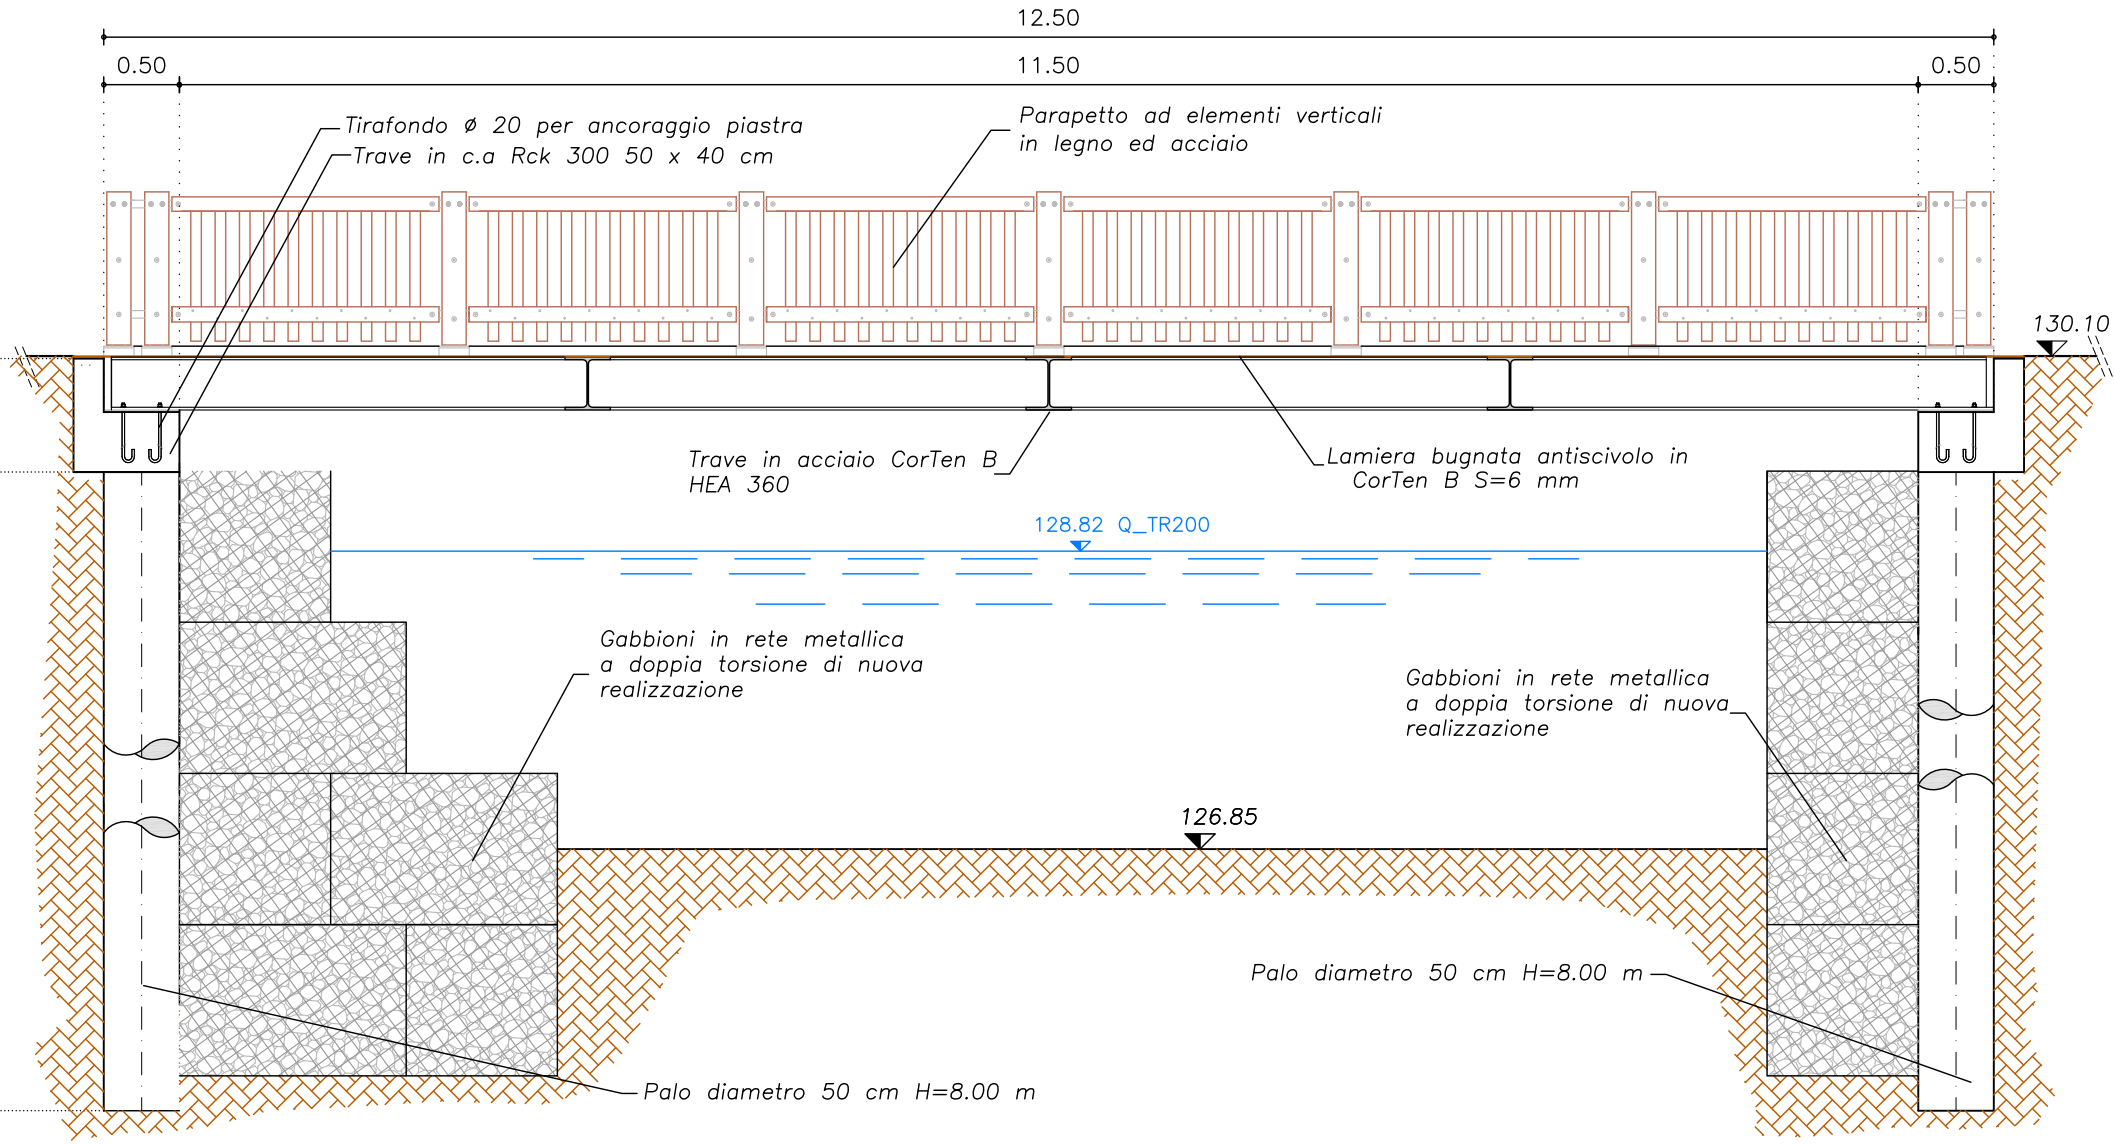 12.50
0.50
11.50
0.50
Tirafondo ø 20 per ancoraggio piastra
Trave in c.a Rck 300 50 x 40 cm
Parapetto ad elementi verticali
in legno ed acciaio
130.10
Trave in acciaio CorTen B
HEA 360
Lamiera bugnata antiscivolo in
CorTen B S=6 mm
128.82 Q_TR200
Gabbioni in rete metallica
a doppia torsione di nuova
realizzazione
Gabbioni in rete metallica
a doppia torsione di nuova
realizzazione
126.85
Palo diametro 50 cm H=8.00 m
Palo diametro 50 cm H=8.00 m